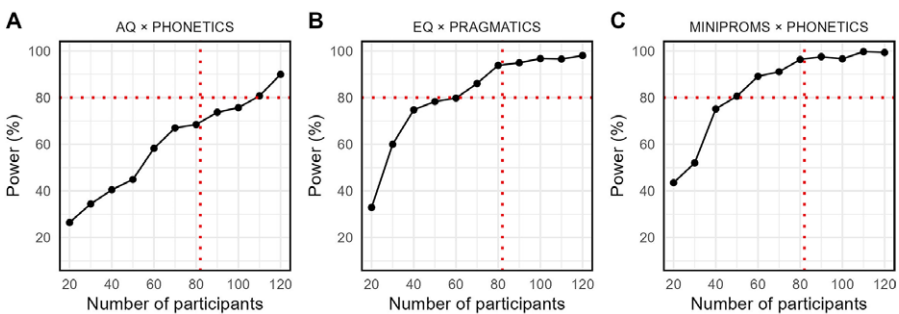 A
AQ × PHONETICS
Power (%)
100
80
60
40
20
20 40 60 80 100 120
Number of participants
B
EQ × PRAGMATICS
Power (%)
100
80
60
40
20
20 40 60 80 100 120
Number of participants
C
MINIPROMS × PHONETICS
Power (%)
100
80
60
40
20
20 40 60 80 100 120
Number of participants